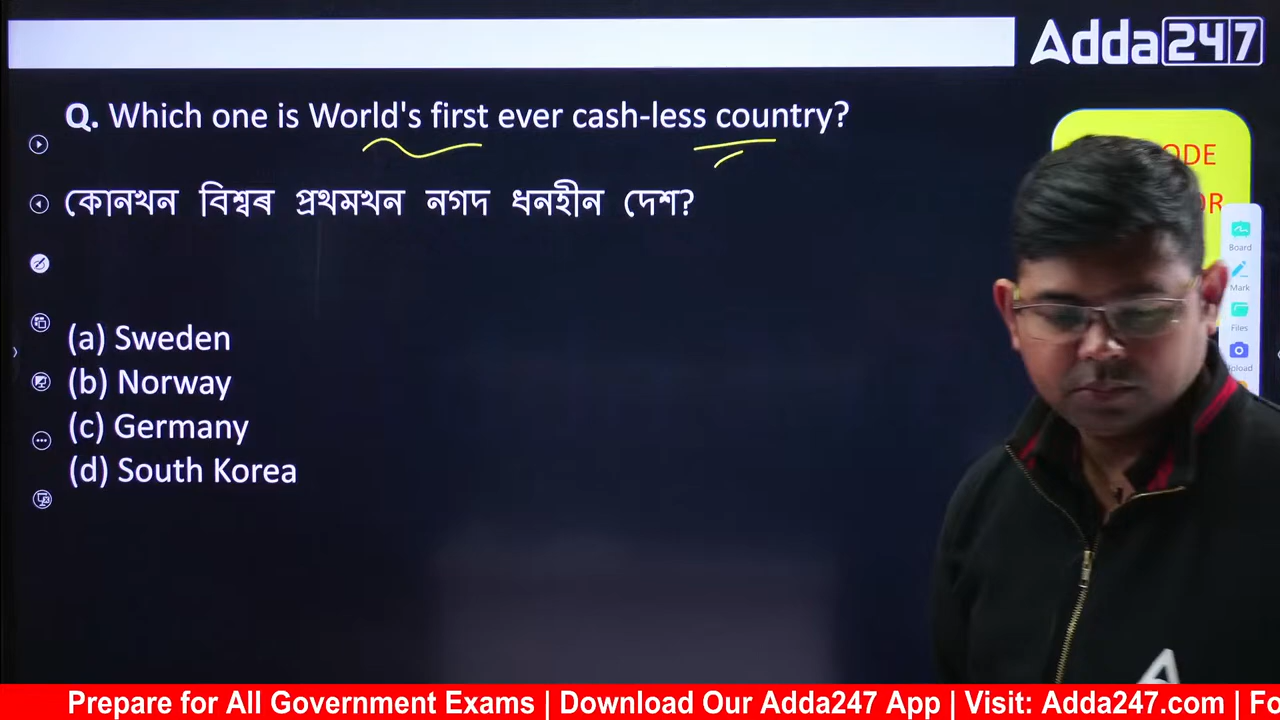 Adda247
Q. Which one is World's first ever cash-less country?
কোনখন বিশ্বৰ প্ৰথমখন নগদ ধনহীন দেশ?
Board
Mark
Files
(a) Sweden
(b) Norway
(c) Germany
(d) South Korea
Prepare for All Government Exams | Download Our Adda247 App | Visit: Adda247.com | Fo